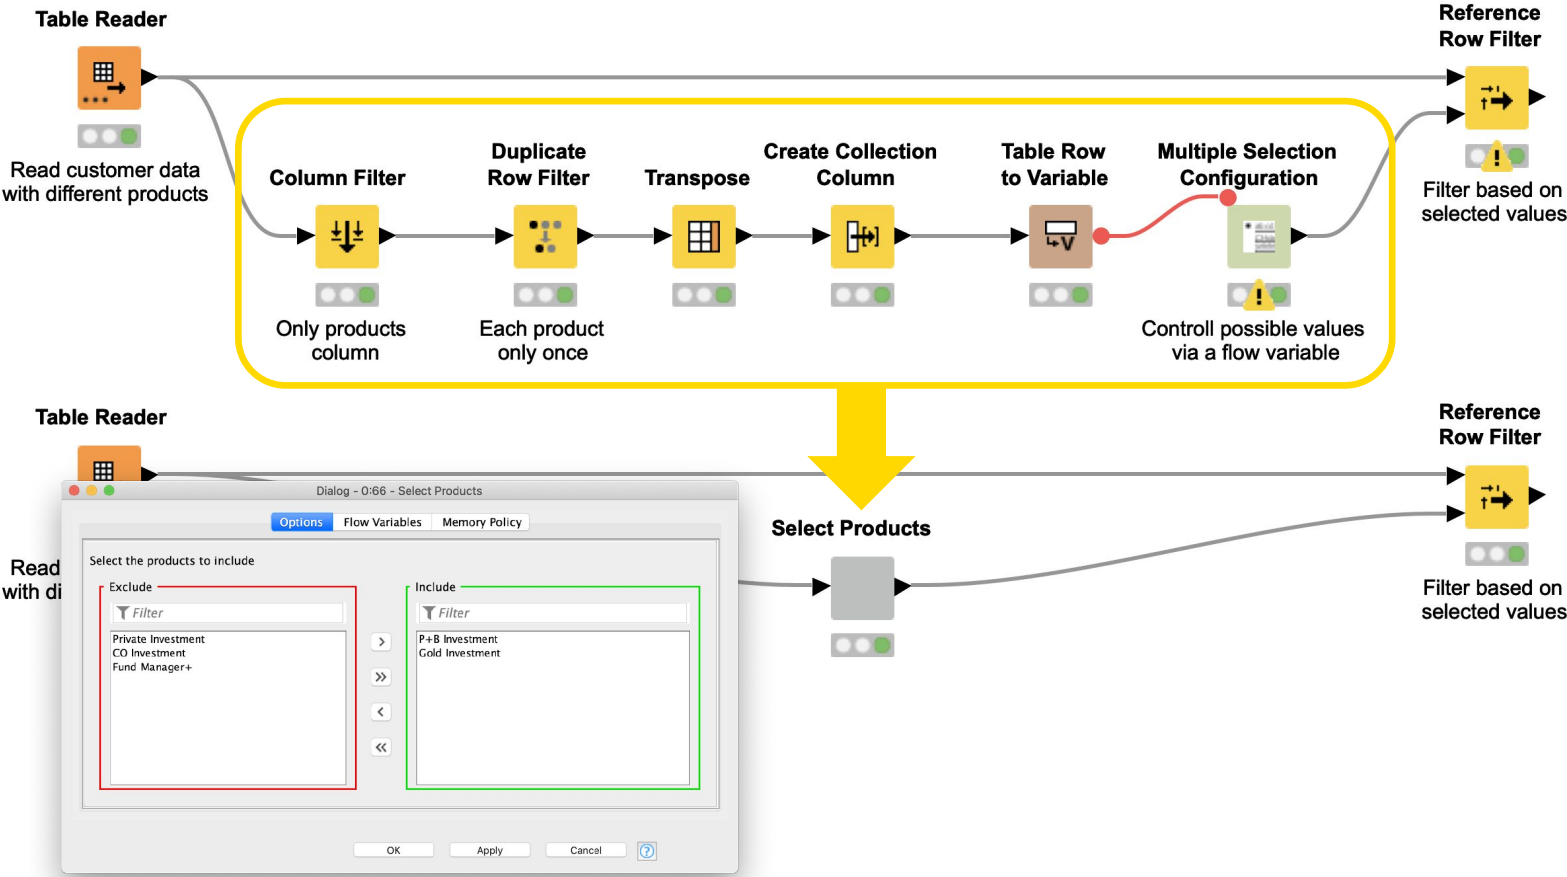 Table Reader
Read customer data
with different products
Reference
Row Filter
Filter based on
selected values
Column Filter
Only products
column
Duplicate
Row Filter
Each product
only once
Transpose
Create Collection
Column
Table Row
to Variable
V
Multiple Selection
Configuration
Controll possible values
via a flow variable
Table Reader
Read
with di
Reference
Row Filter
Filter based on
selected values
Select Products
Dialog - 0:66 - Select Products
Options Flow Variables Memory Policy
Select the products to include
Exclude
Filter
Private Investment
CO Investment
Fund Manager+
>
>>
<
<<
Include
Filter
P+B Investment
Gold Investment
OK Apply Cancel ?